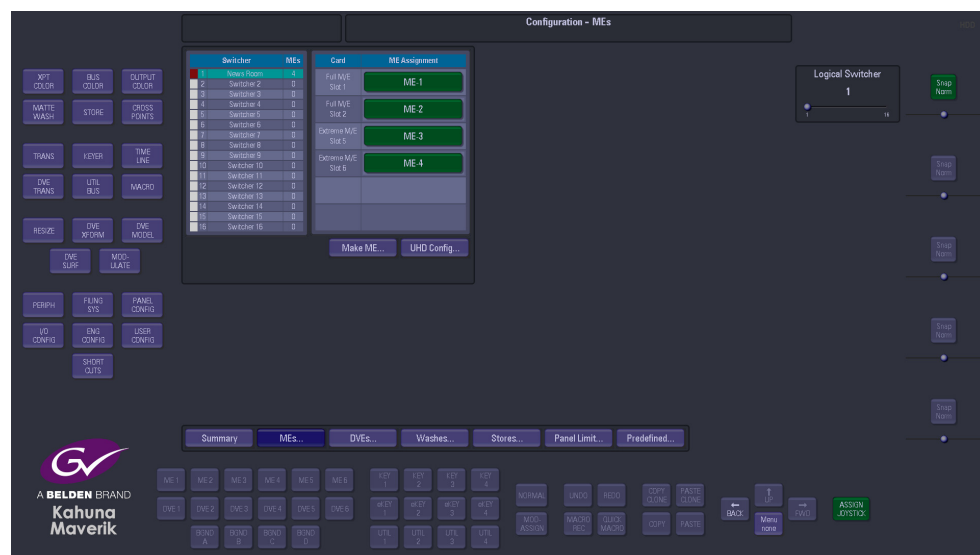 Configuration - MEs
HDR
Switcher MEs
1 News Room 4
2 Switcher 2 0
3 Switcher 3 0
4 Switcher 4 0
5 Switcher 5 0
6 Switcher 6 0
7 Switcher 7 0
8 Switcher 8 0
9 Switcher 9 0
10 Switcher 10 0
11 Switcher 11 0
12 Switcher 12 0
13 Switcher 13 0
14 Switcher 14 0
15 Switcher 15 0
16 Switcher 16 0
Card ME Assignment
Full M/E
Slot 1
ME-1
Full M/E
Slot 2
ME-2
Extreme M/E
Slot 5
ME-3
Extreme M/E
Slot 6
ME-4
Make ME... UHD Config...
Logical Switcher
1
1 16
Snap
Norm
Snap
Norm
Snap
Norm
Snap
Norm
Snap
Norm
XPT
COLOR
BUS
COLOR
OUTPUT
COLOR
MATTE
WASH
STORE
CROSS
POINTS
TRANS
KEYER
TIME
LINE
DVE
TRANS
UTIL
BUS
MACRO
RESIZE
DVE
XFORM
DVE
MODEL
DVE
SURF
MOD-
ULATE
PERIPH
FILING
SYS
PANEL
CONFIG
I/O
CONFIG
ENG
CONFIG
USER
CONFIG
SHORT
CUTS
Summary MEs... DVEs... Washes... Stores... Panel Limit... Predefined...
GV
A BELDEN BRAND
Kahuna
Maverik
ME 1 ME 2 ME 3 ME 4 ME 5 ME 6
DVE 1 DVE 2 DVE 3 DVE 4 DVE 5 DVE 6
BGND
A
BGND
B
BGND
C
BGND
D
KEY
1
KEY
2
KEY
3
KEY
4
eKEY
1
eKEY
2
eKEY
3
eKEY
4
UTIL
1
UTIL
2
UTIL
3
UTIL
4
NORMAL
UNDO
REDO
COPY
CLONE
PASTE
CLONE
MOD-
ASSIGN
MACRO
REC
QUICK
MACRO
COPY
PASTE
↑
UP
←
BACK
Menu
none
→
FWD
ASSIGN
JOYSTICK